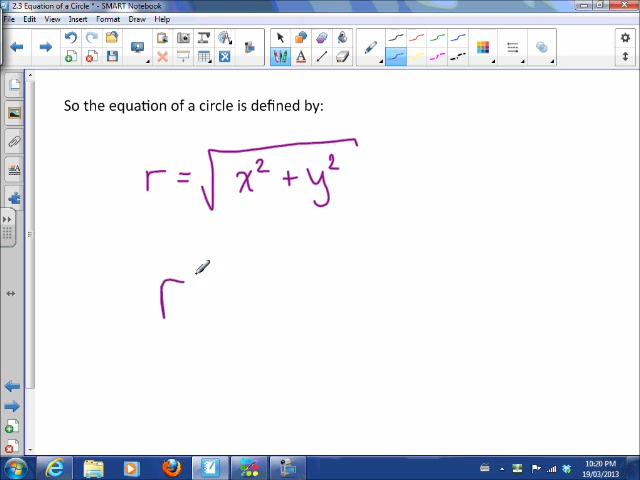 2.3 Equation of a Circle * - SMART Notebook
File Edit View Insert Format Draw Help
So the equation of a circle is defined by:
r = √x² + y²
r
10:20 PM
19/03/2013